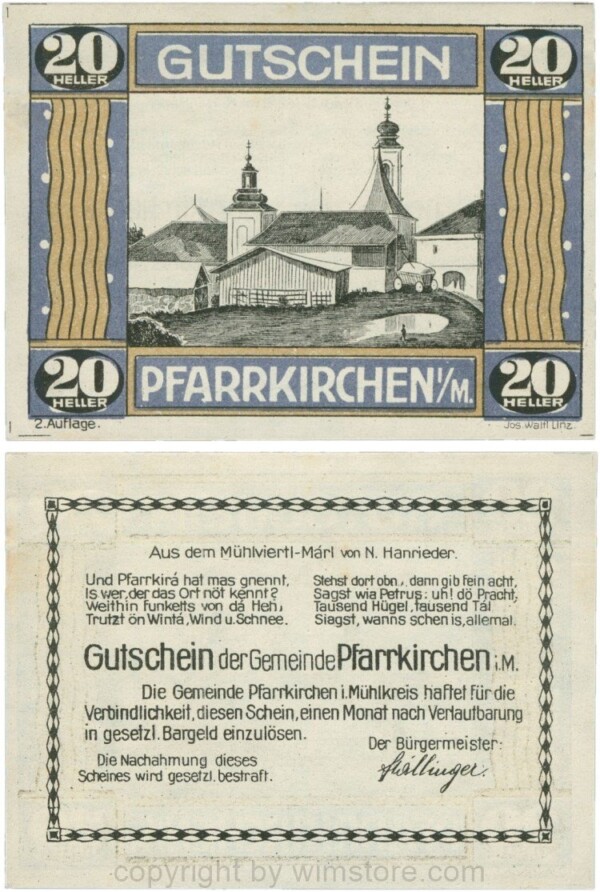 20 HELLER
GUTSCHEIN
20 HELLER
20 HELLER
PFARRKIRCHEN I/M.
20 HELLER
2. Auflage.
Jos. Waitl Linz.
Aus dem Mühlviertl-Márl von N. Hanrieder.
Und Pfarrkirá hat mas gnennt,
Is wer, der das Ort nöt kennt?
Weithin funkelts von dá Heh,
Trutzt ön Wintá, Wind u. Schnee.
Stehst dort obn, dann gib fein acht,
Sagst wia Petrus: uh! dö Pracht,
Tausend Hügel, tausend Tál
Siagst, wanns schen is, allemal.
Gutschein der Gemeinde Pfarrkirchen i.M.
Die Gemeinde Pfarrkirchen i. Mühlkreis haftet für die
Verbindlichkeit, diesen Schein, einen Monat nach Verlautbarung
in gesetzl. Bargeld einzulösen.
Die Nachahmung dieses
Scheines wird gesetzl. bestraft.
Der Bürgermeister:
copyright by wimstore.com